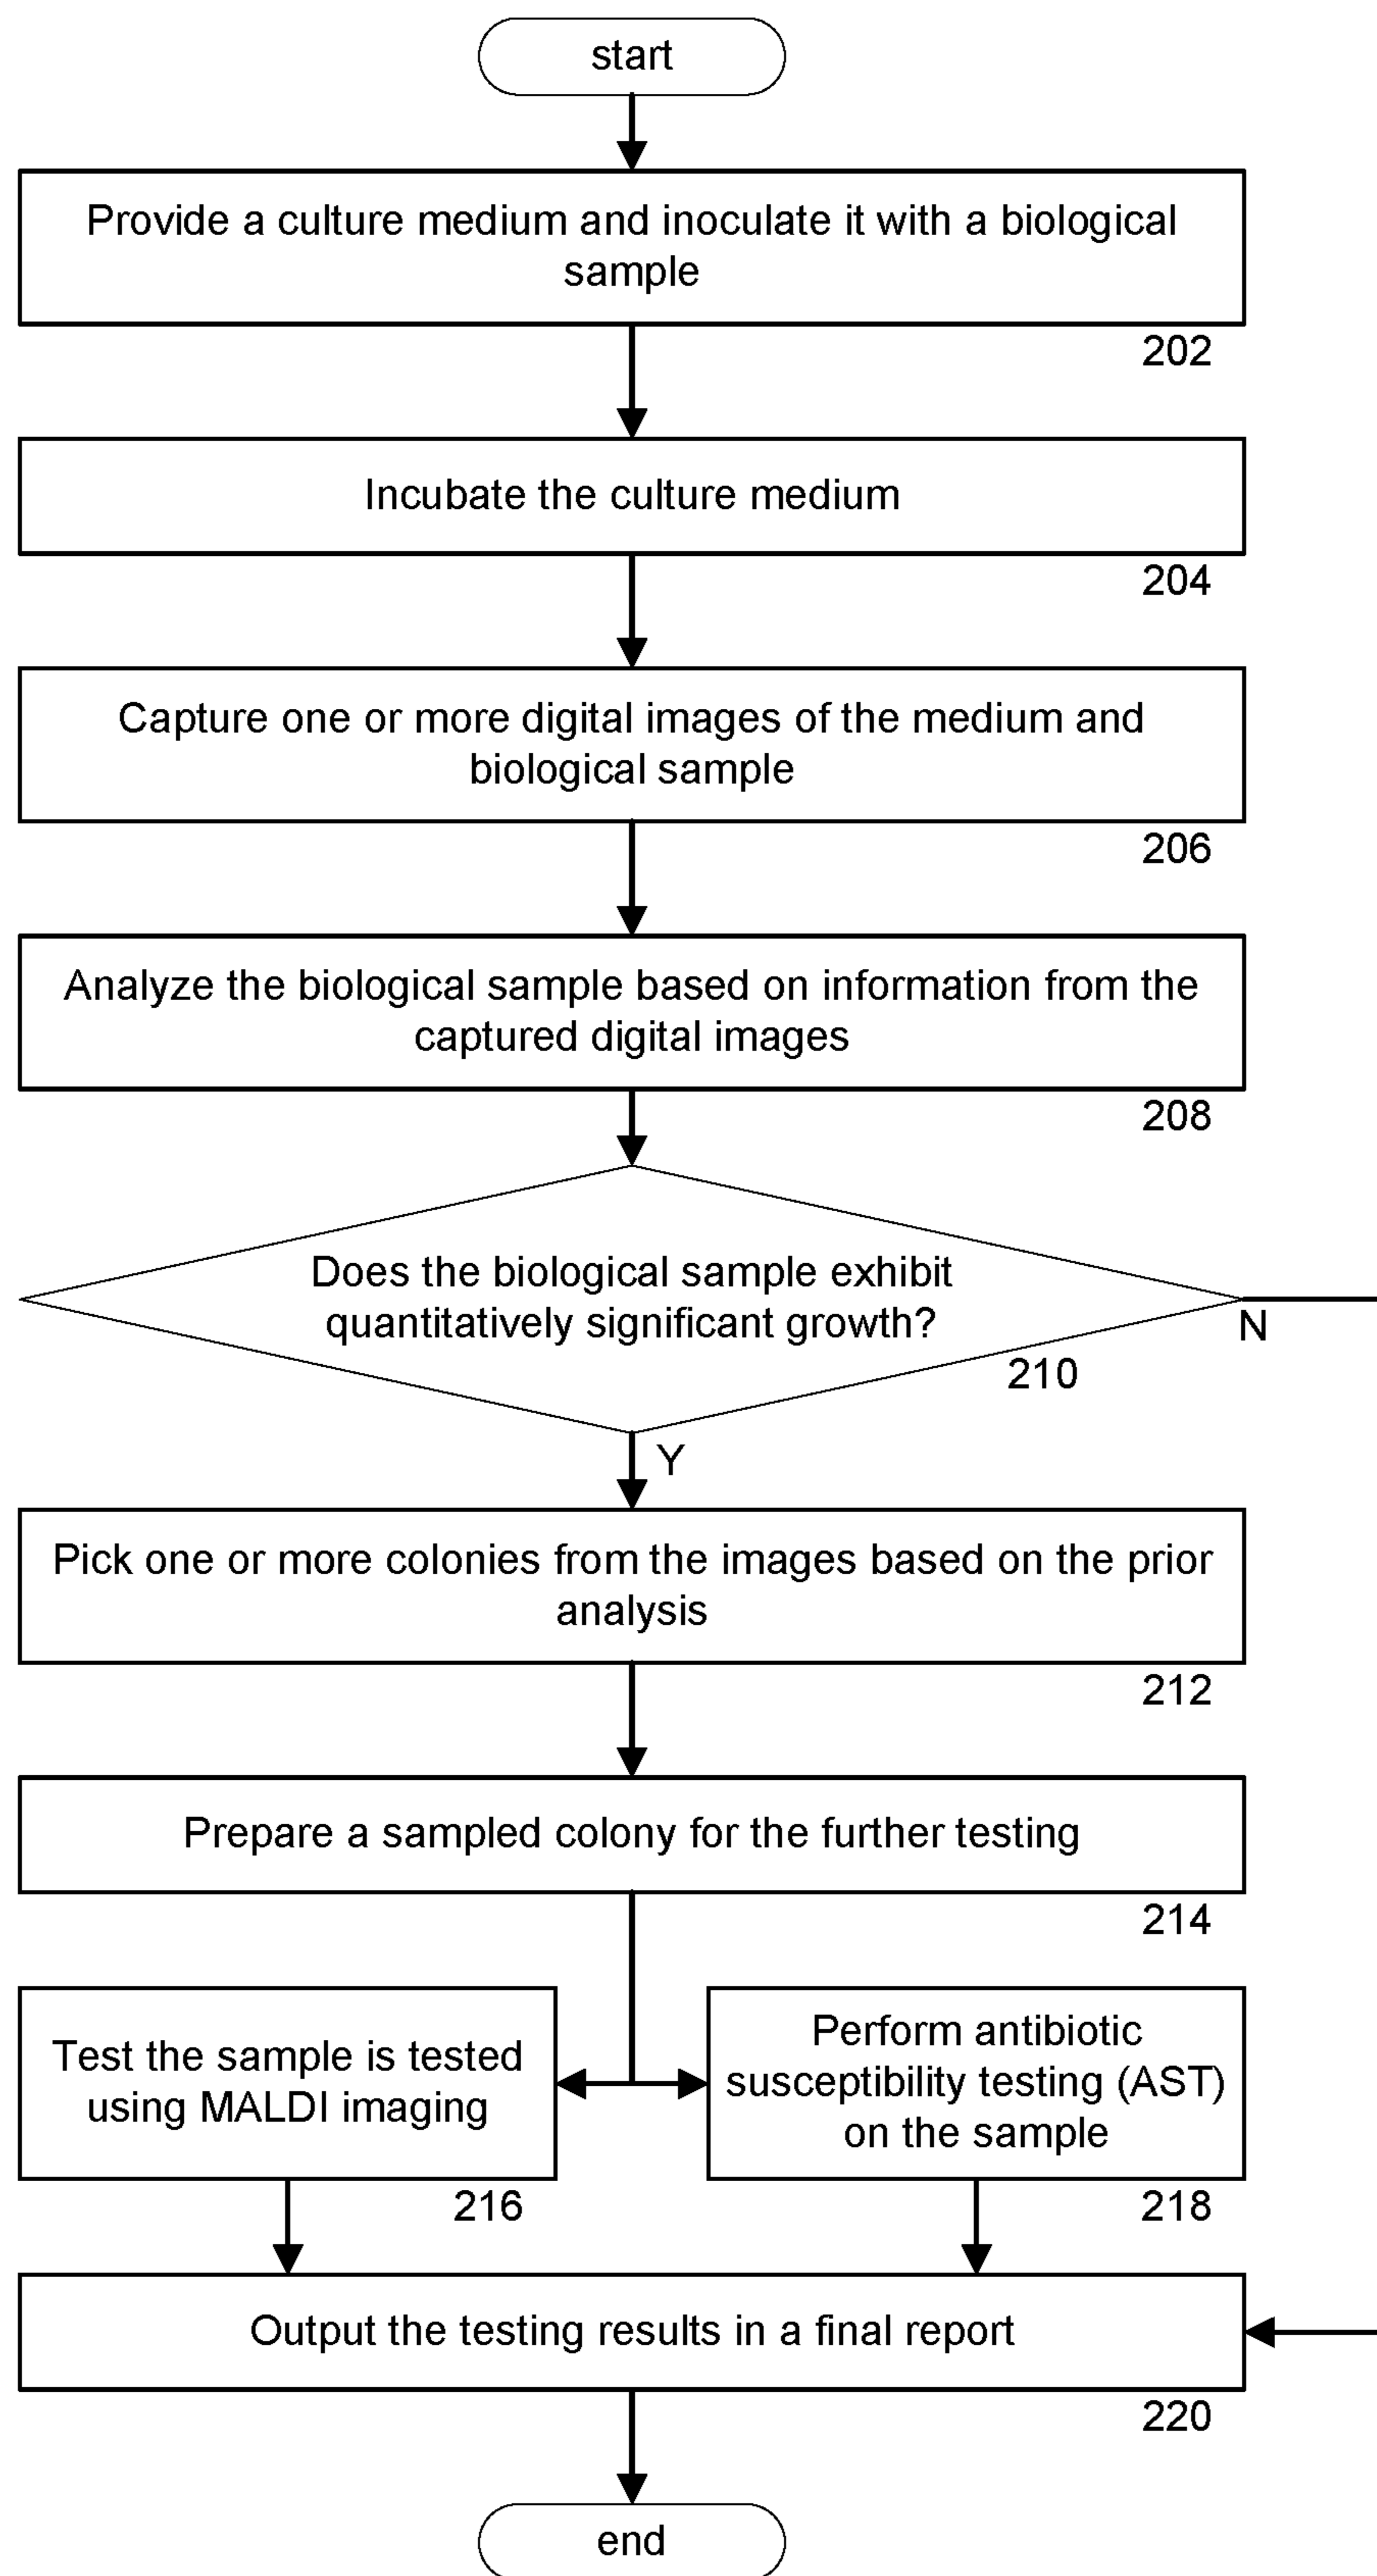 start
Provide a culture medium and inoculate it with a biological
sample
202
Incubate the culture medium
204
Capture one or more digital images of the medium and
biological sample
206
Analyze the biological sample based on information from the
captured digital images
208
Does the biological sample exhibit
quantitatively significant growth?
N
210
Y
Pick one or more colonies from the images based on the prior
analysis
212
Prepare a sampled colony for the further testing
214
Test the sample is tested
using MALDI imaging
216
Perform antibiotic
susceptibility testing (AST)
on the sample
218
Output the testing results in a final report
220
end